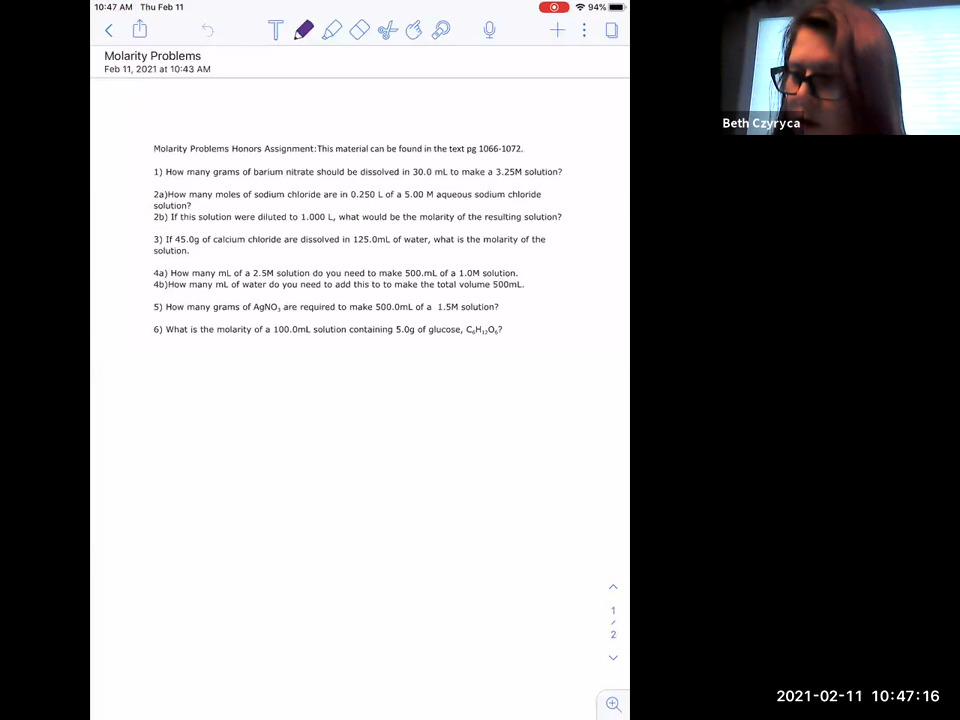 10:47 AM Thu Feb 11
94%
Molarity Problems
Feb 11, 2021 at 10:43 AM
Beth Czyryca
Molarity Problems Honors Assignment:This material can be found in the text pg 1066-1072.
1) How many grams of barium nitrate should be dissolved in 30.0 mL to make a 3.25M solution?
2a)How many moles of sodium chloride are in 0.250 L of a 5.00 M aqueous sodium chloride
solution?
2b) If this solution were diluted to 1.000 L, what would be the molarity of the resulting solution?
3) If 45.0g of calcium chloride are dissolved in 125.0mL of water, what is the molarity of the
solution.
4a) How many mL of a 2.5M solution do you need to make 500.mL of a 1.0M solution.
4b)How many mL of water do you need to add this to to make the total volume 500mL.
5) How many grams of AgNO₃ are required to make 500.0mL of a 1.5M solution?
6) What is the molarity of a 100.0mL solution containing 5.0g of glucose, C₆H₁₂O₆?
1
/
2
2021-02-11 10:47:16